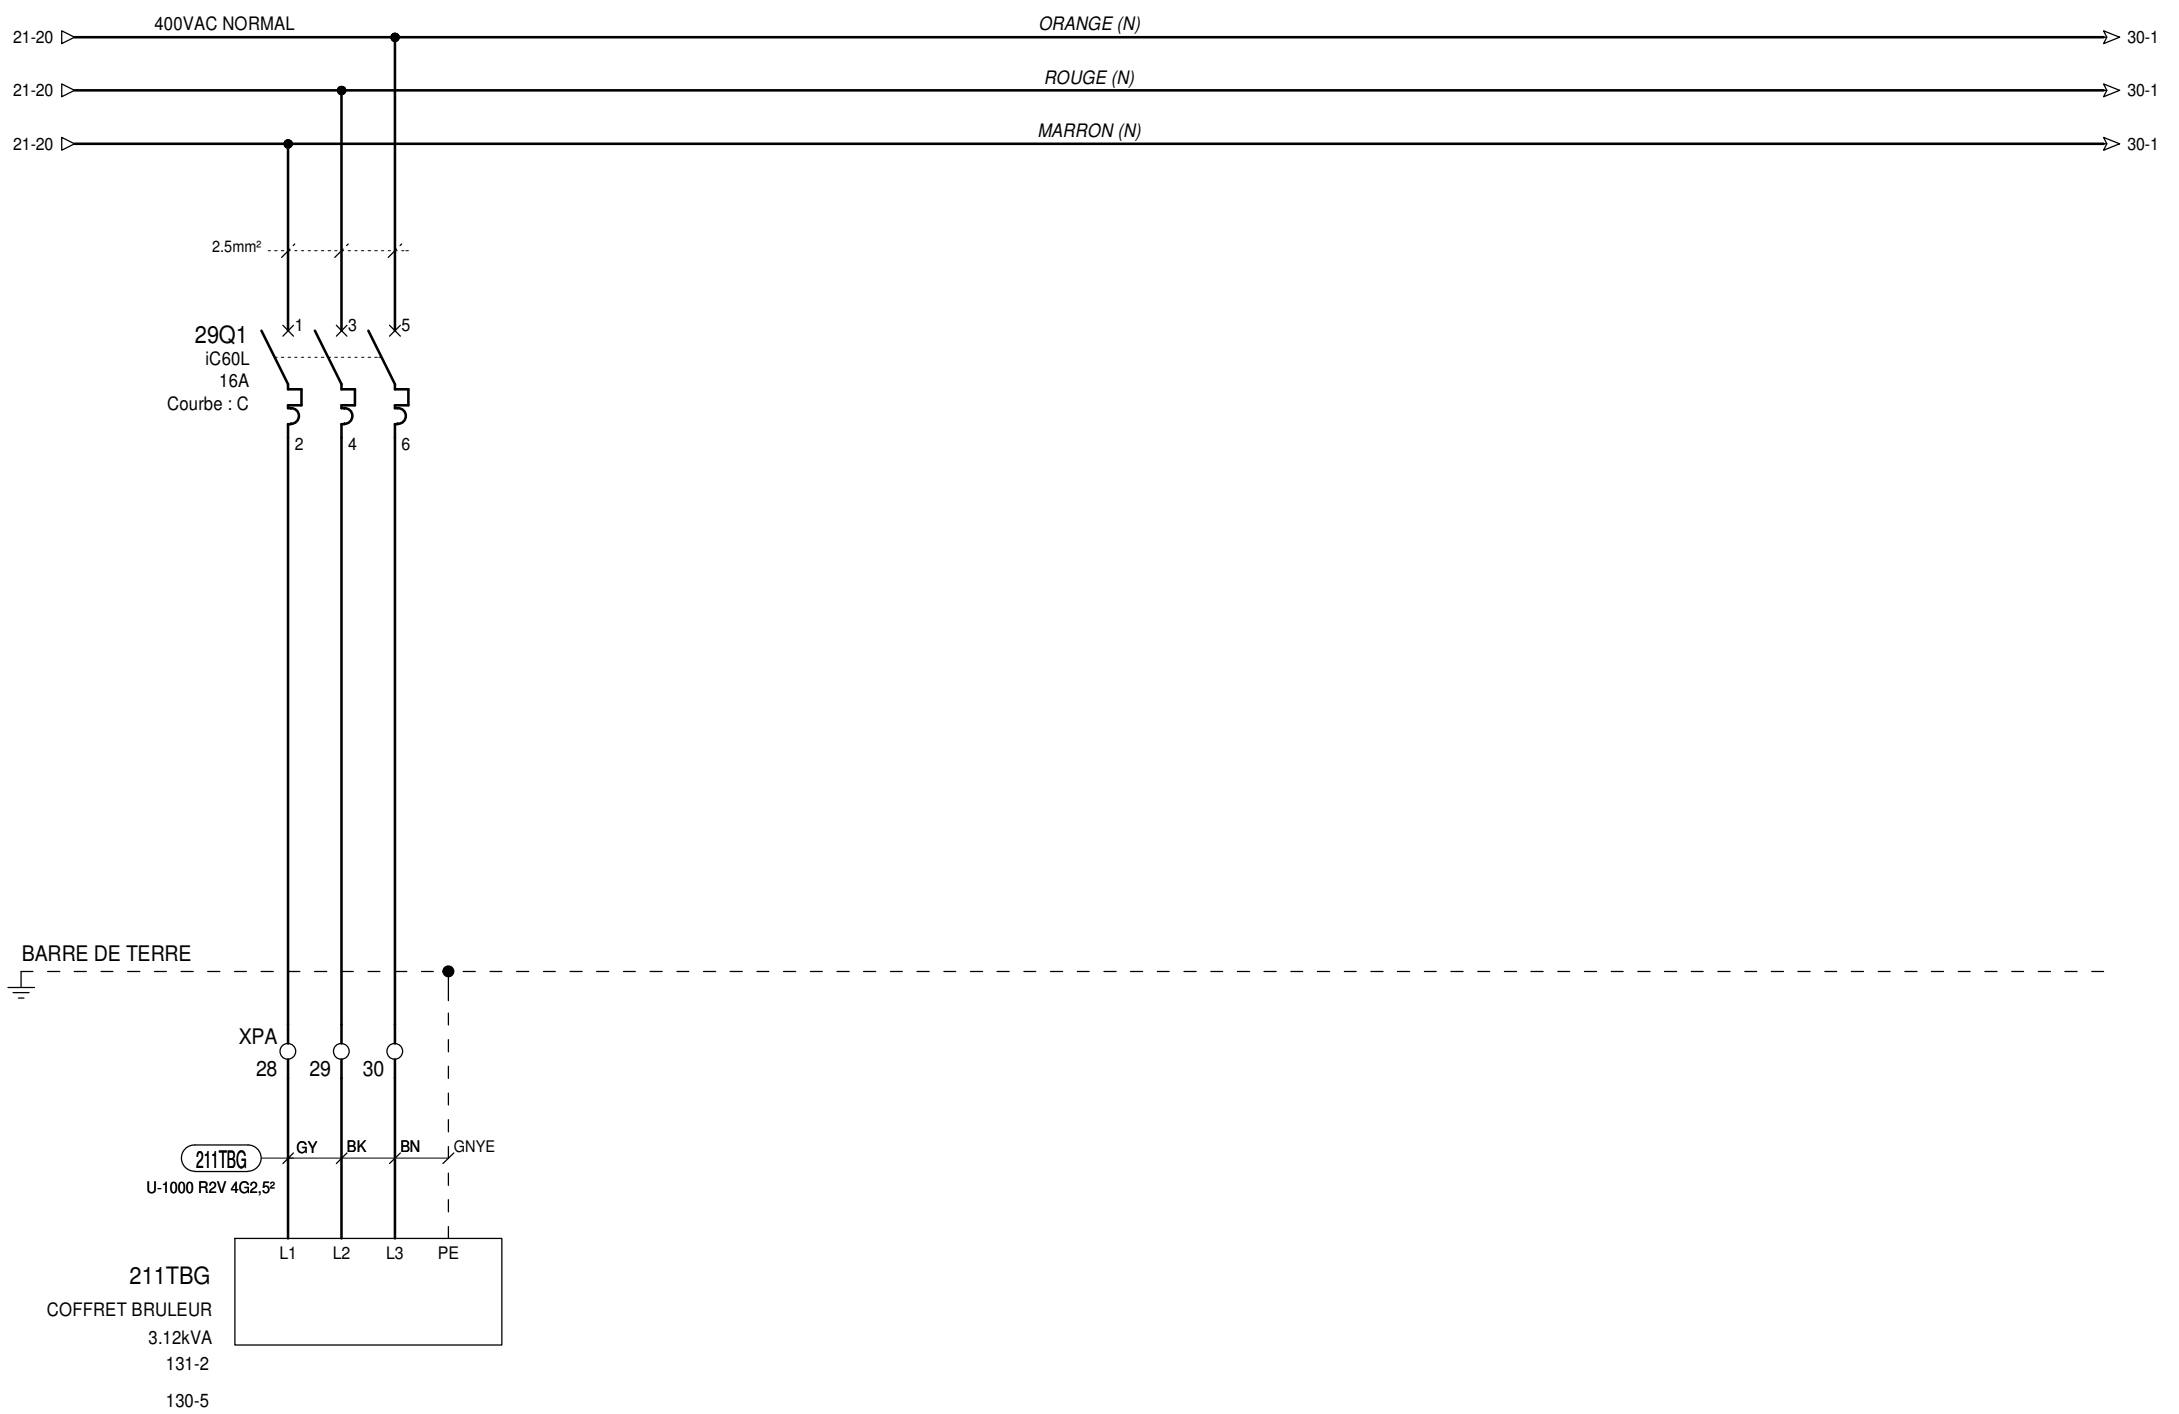 400VAC NORMAL
ORANGE (N)
21-20
30-1
ROUGE (N)
21-20
30-1
MARRON (N)
21-20
30-1
2.5mm²
29Q1
iC60L
16A
Courbe : C
1
3
5
2
4
6
BARRE DE TERRE
XPA
28
29
30
211TBG
GY
BK
BN
GNYE
U-1000 R2V 4G2,5²
L1
L2
L3
PE
211TBG
COFFRET BRULEUR
3.12kVA
131-2
130-5